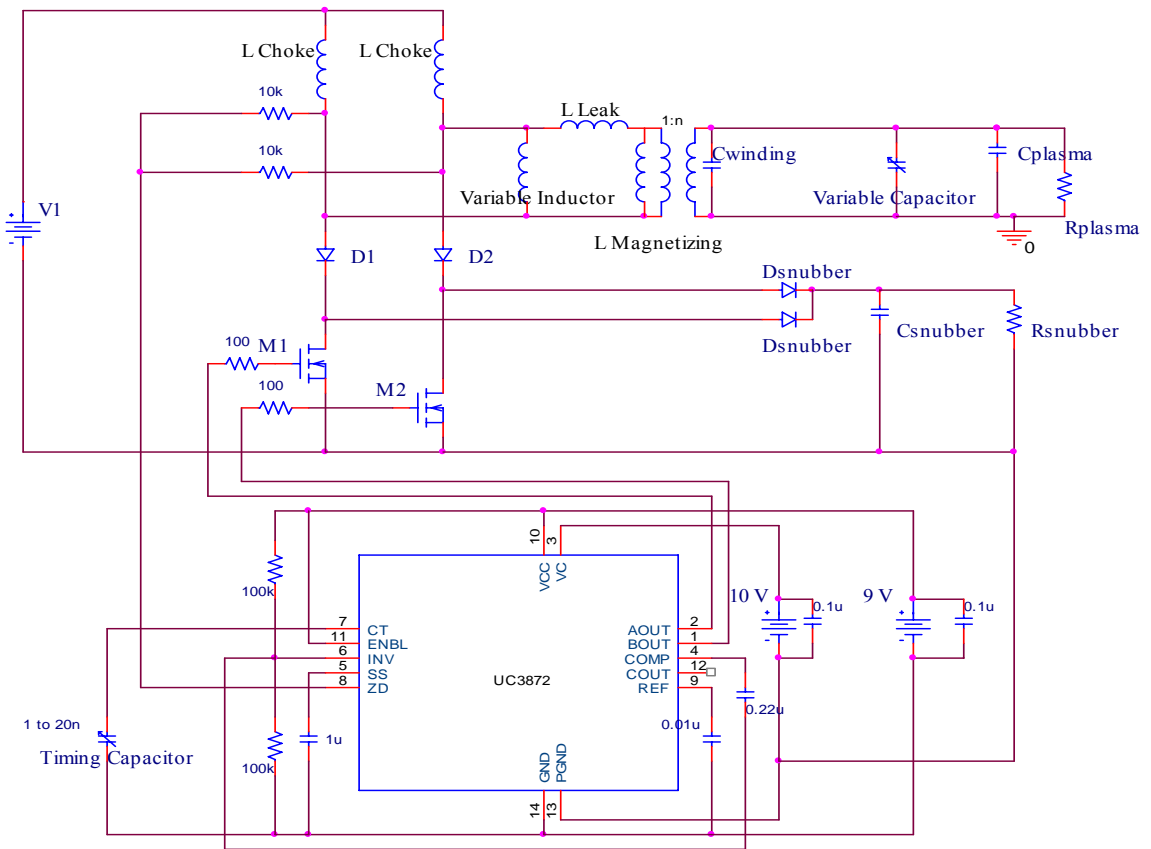 L Choke
L Choke
10k
L Leak
1:n
10k
Cwinding
Cplasma
Variable Inductor
Variable Capacitor
V1
Rplasma
L Magnetizing
0
D1
D2
Dsnubber
Csnubber
Rsnubber
Dsnubber
100
M1
100
M2
10
3
VCC
VC
100k
10 V
0.1u
9 V
0.1u
7
CT
AOUT
2
11
ENBL
BOUT
1
6
INV
COMP
4
5
SS
COUT
12
8
ZD
REF
9
UC3872
1 to 20n
Timing Capacitor
1u
0.01u
0.22u
100k
GND
PGND
14
13